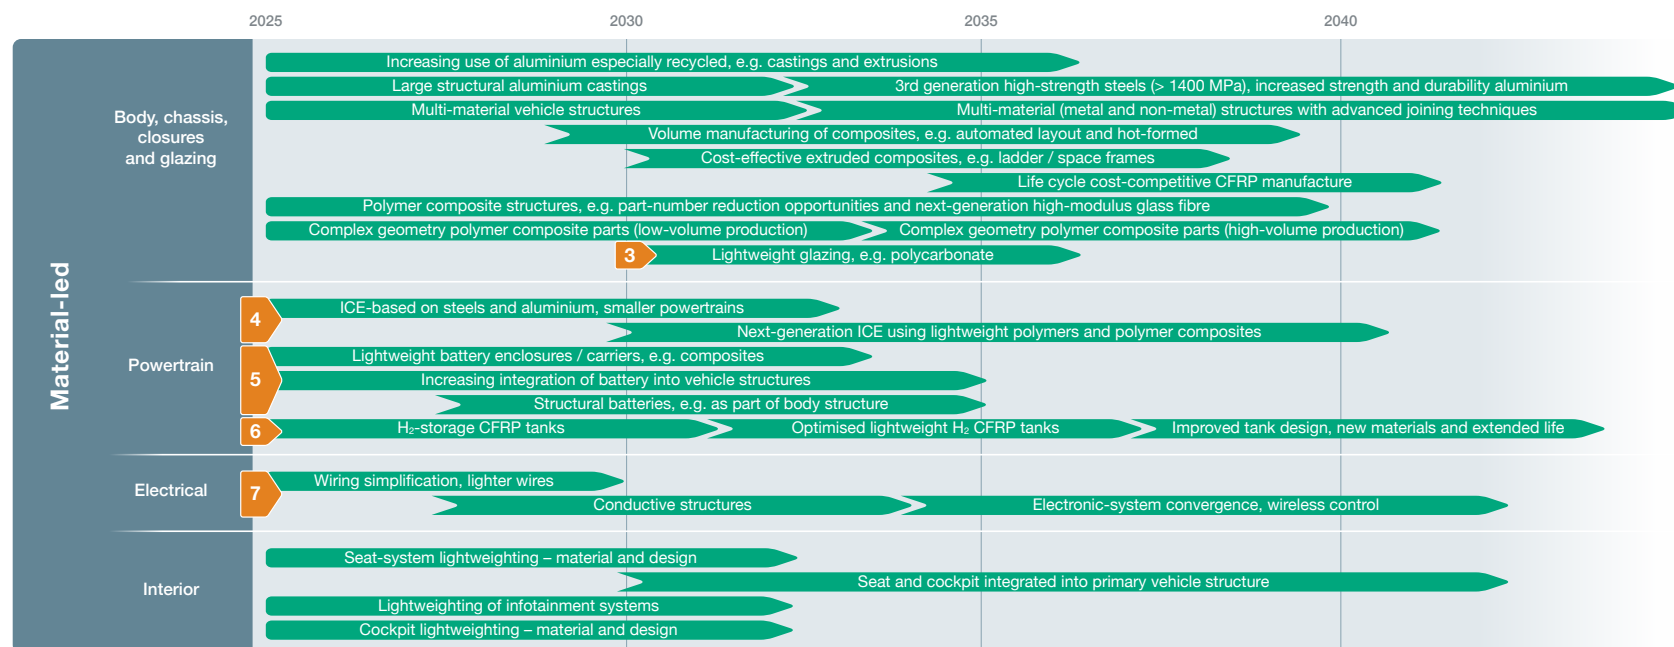 2025 2030 2035 2040
Material-led
Body, chassis,
closures
and glazing
Increasing use of aluminium especially recycled, e.g. castings and extrusions
Large structural aluminium castings
3rd generation high-strength steels (> 1400 MPa), increased strength and durability aluminium
Multi-material vehicle structures
Multi-material (metal and non-metal) structures with advanced joining techniques
Volume manufacturing of composites, e.g. automated layout and hot-formed
Cost-effective extruded composites, e.g. ladder / space frames
Life cycle cost-competitive CFRP manufacture
Polymer composite structures, e.g. part-number reduction opportunities and next-generation high-modulus glass fibre
Complex geometry polymer composite parts (low-volume production)
Complex geometry polymer composite parts (high-volume production)
3
Lightweight glazing, e.g. polycarbonate
Powertrain
4
ICE-based on steels and aluminium, smaller powertrains
Next-generation ICE using lightweight polymers and polymer composites
5
Lightweight battery enclosures / carriers, e.g. composites
Increasing integration of battery into vehicle structures
Structural batteries, e.g. as part of body structure
6
H₂-storage CFRP tanks
Optimised lightweight H₂ CFRP tanks
Improved tank design, new materials and extended life
Electrical
7
Wiring simplification, lighter wires
Conductive structures
Electronic-system convergence, wireless control
Interior
Seat-system lightweighting – material and design
Seat and cockpit integrated into primary vehicle structure
Lightweighting of infotainment systems
Cockpit lightweighting – material and design